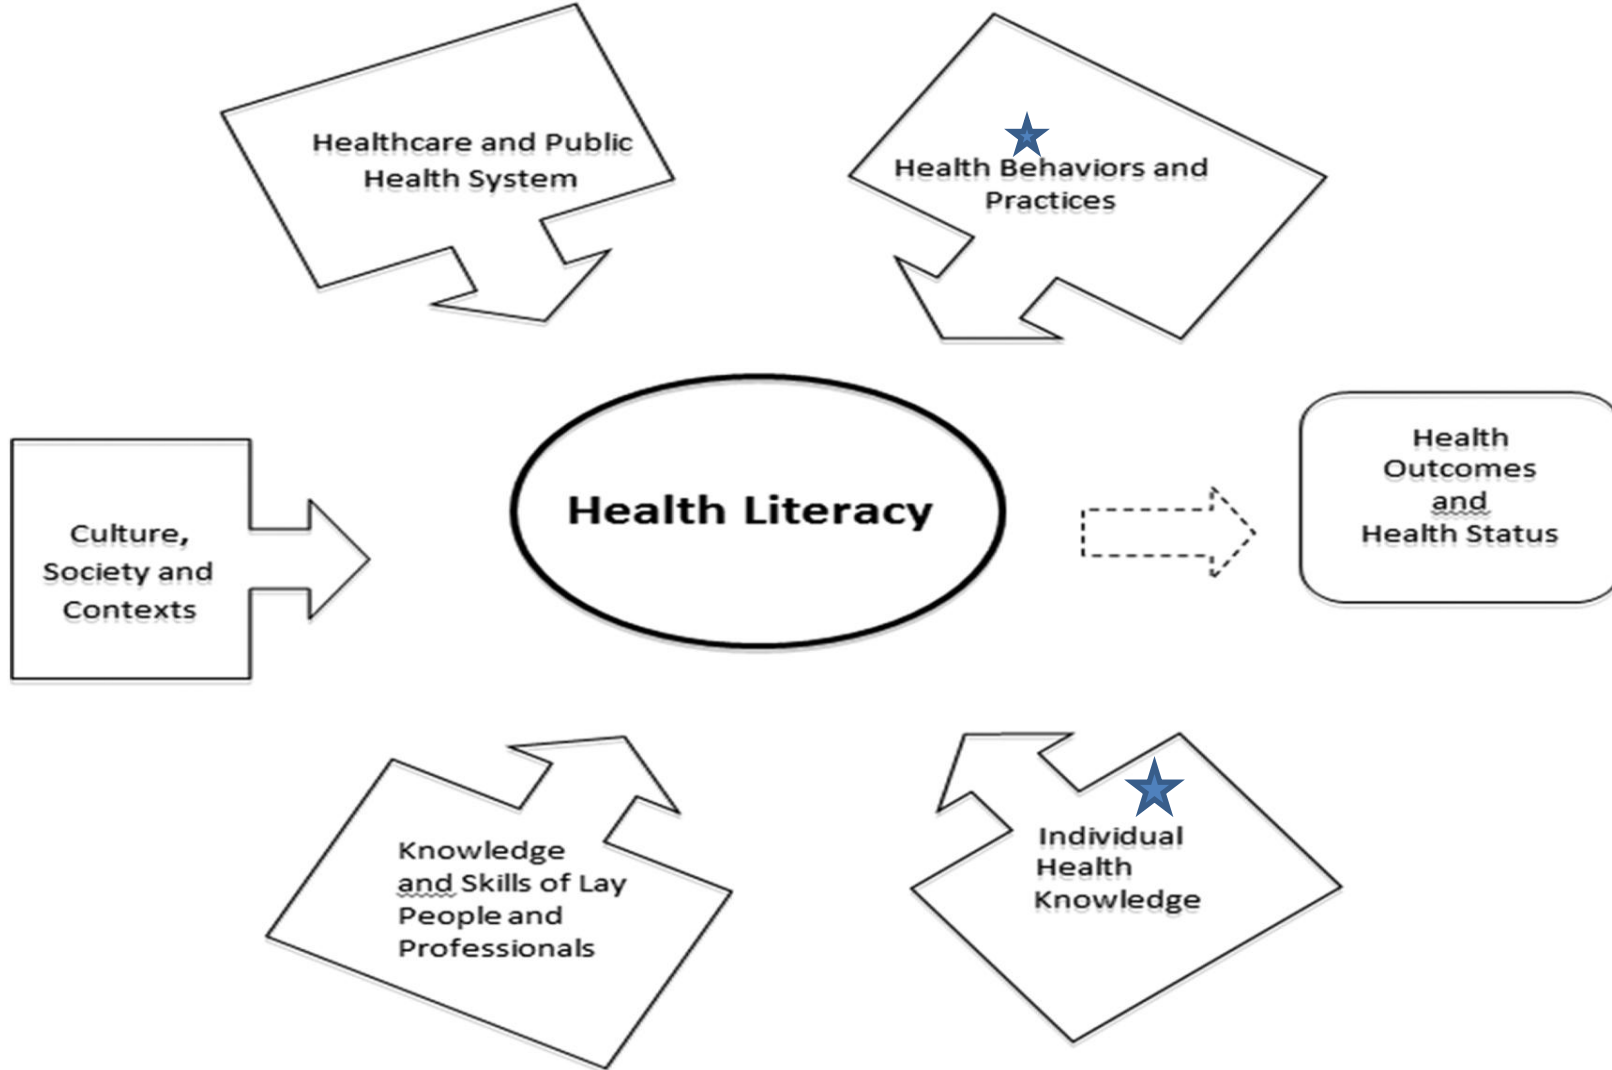 Healthcare and Public
Health System
Health Behaviors and
Practices
Culture,
Society and
Contexts
Health Literacy
Health
Outcomes
and
Health Status
Knowledge
and Skills of Lay
People and
Professionals
Individual
Health
Knowledge